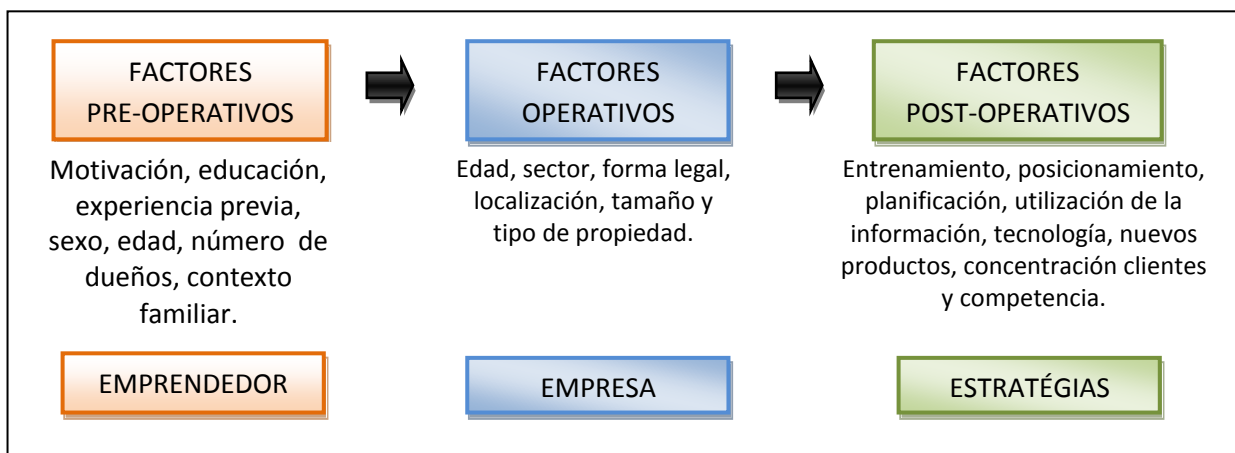 FACTORES
PRE-OPERATIVOS
Motivación, educación,
experiencia previa,
sexo, edad, número de
dueños, contexto
familiar.
EMPRENDEDOR
FACTORES
OPERATIVOS
Edad, sector, forma legal,
localización, tamaño y
tipo de propiedad.
EMPRESA
FACTORES
POST-OPERATIVOS
Entrenamiento, posicionamiento,
planificación, utilización de la
información, tecnología, nuevos
productos, concentración clientes
y competencia.
ESTRATÉGIAS